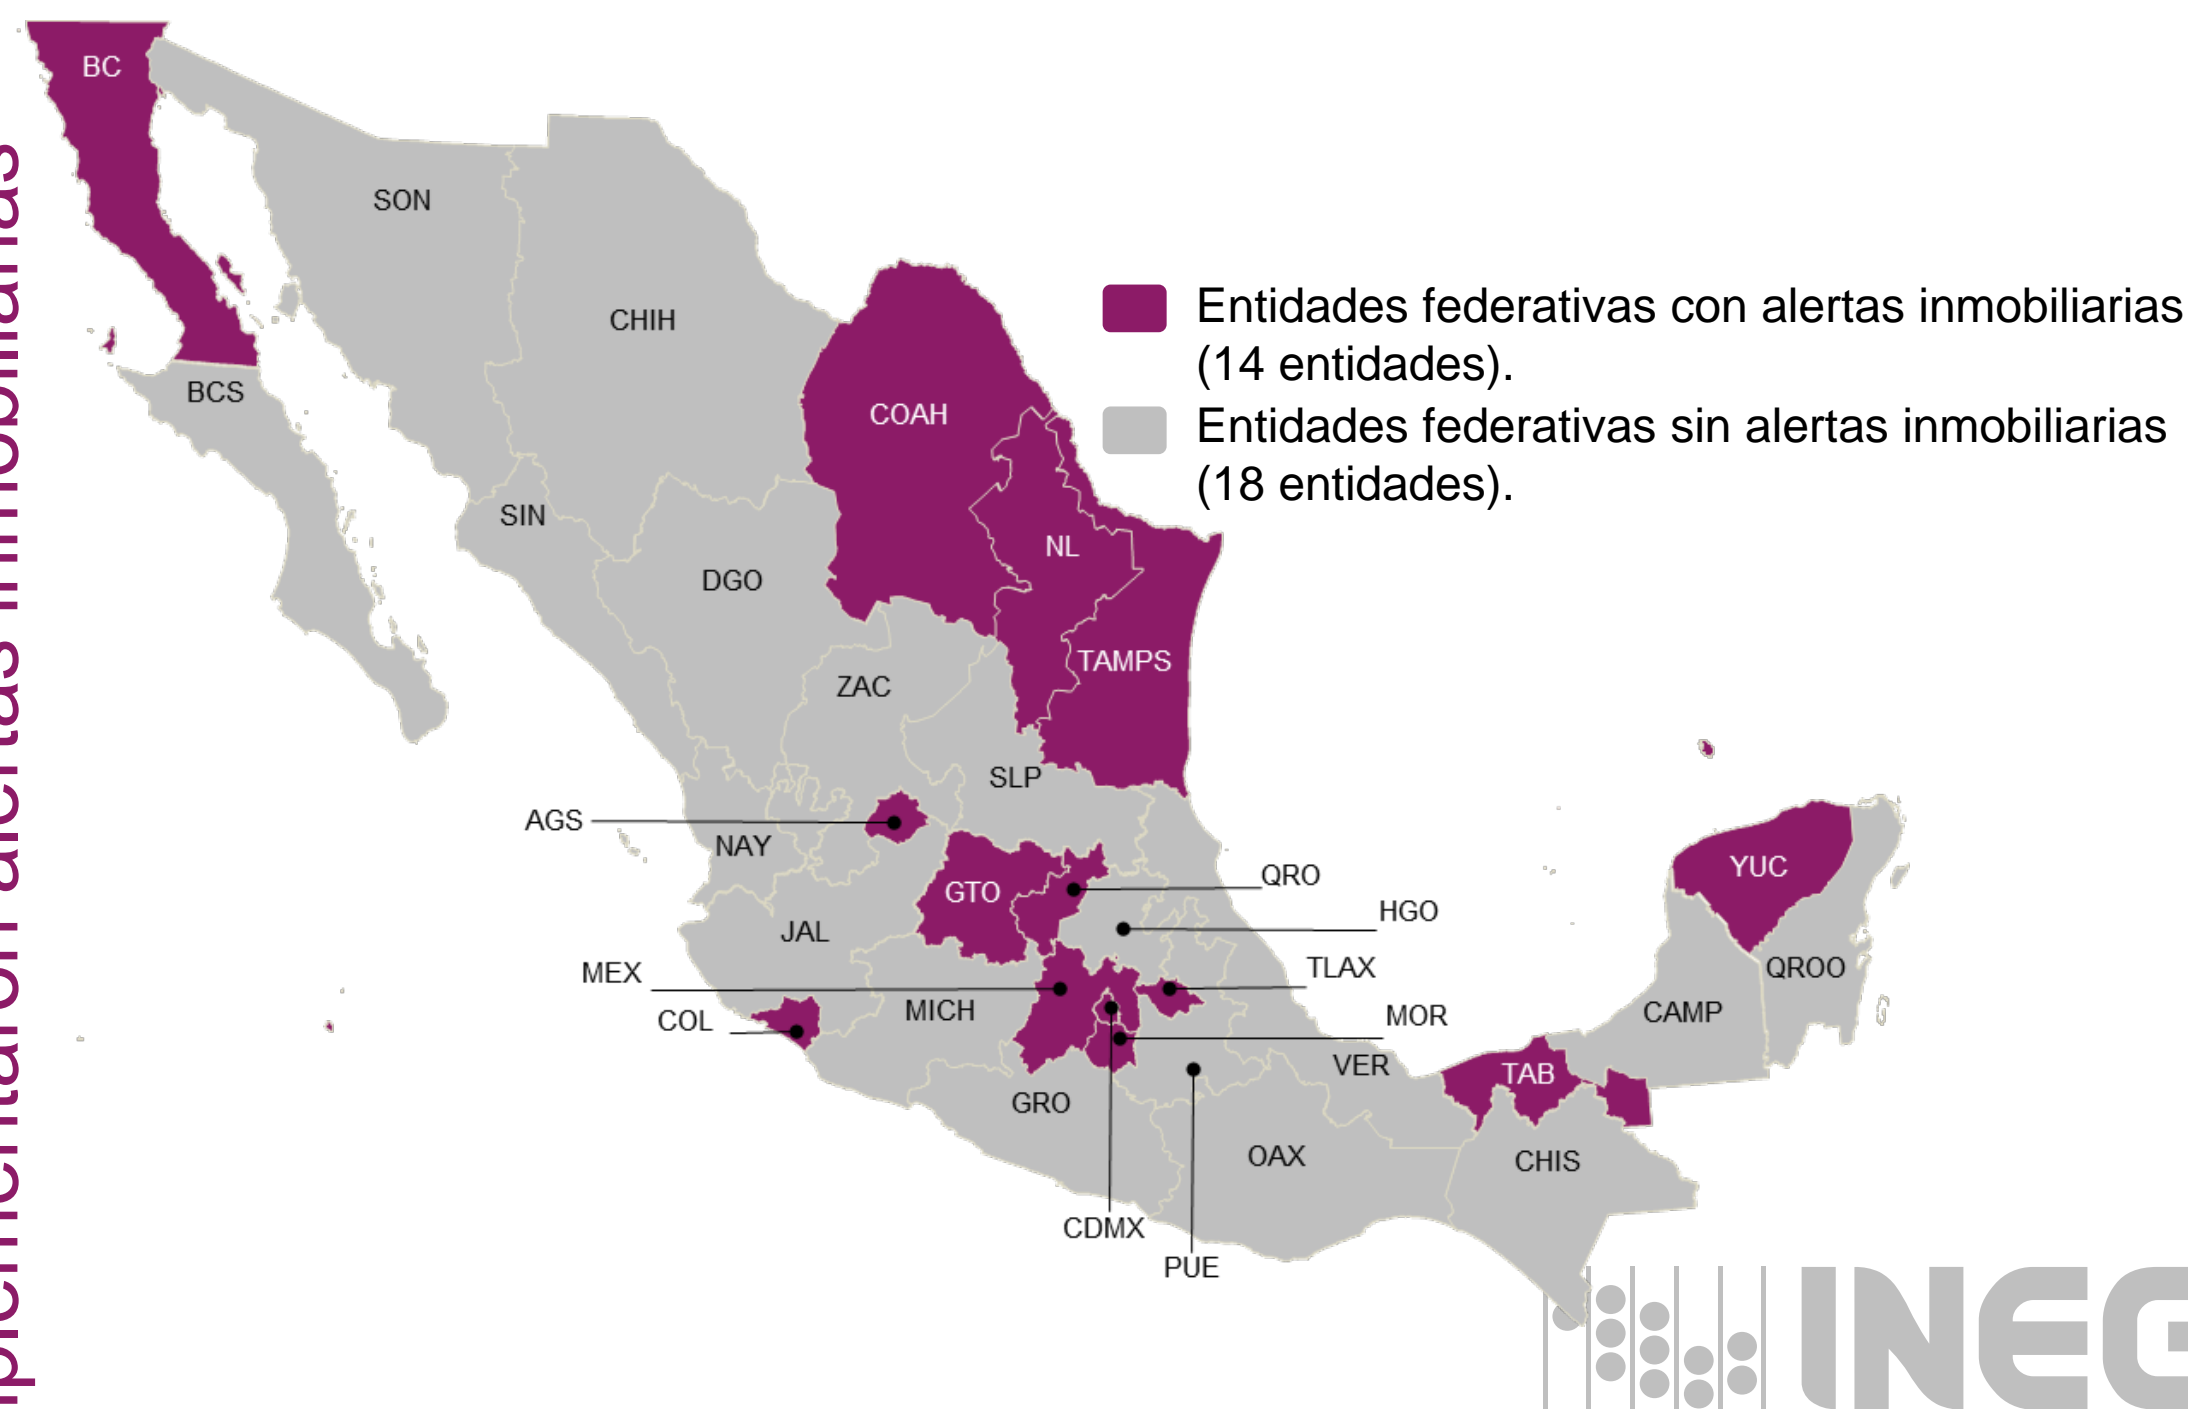 BC
SON
CHIH
Entidades federativas con alertas inmobiliarias
(14 entidades).
BCS
COAH
Entidades federativas sin alertas inmobiliarias
(18 entidades).
SIN
NL
DGO
TAMPS
ZAC
SLP
AGS
NAY
YUC
QRO
GTO
HGO
JAL
MEX
TLAX
QROO
COL
MICH
MOR
CAMP
VER
TAB
GRO
OAX
CHIS
CDMX
PUE
alertas inmobiliarias